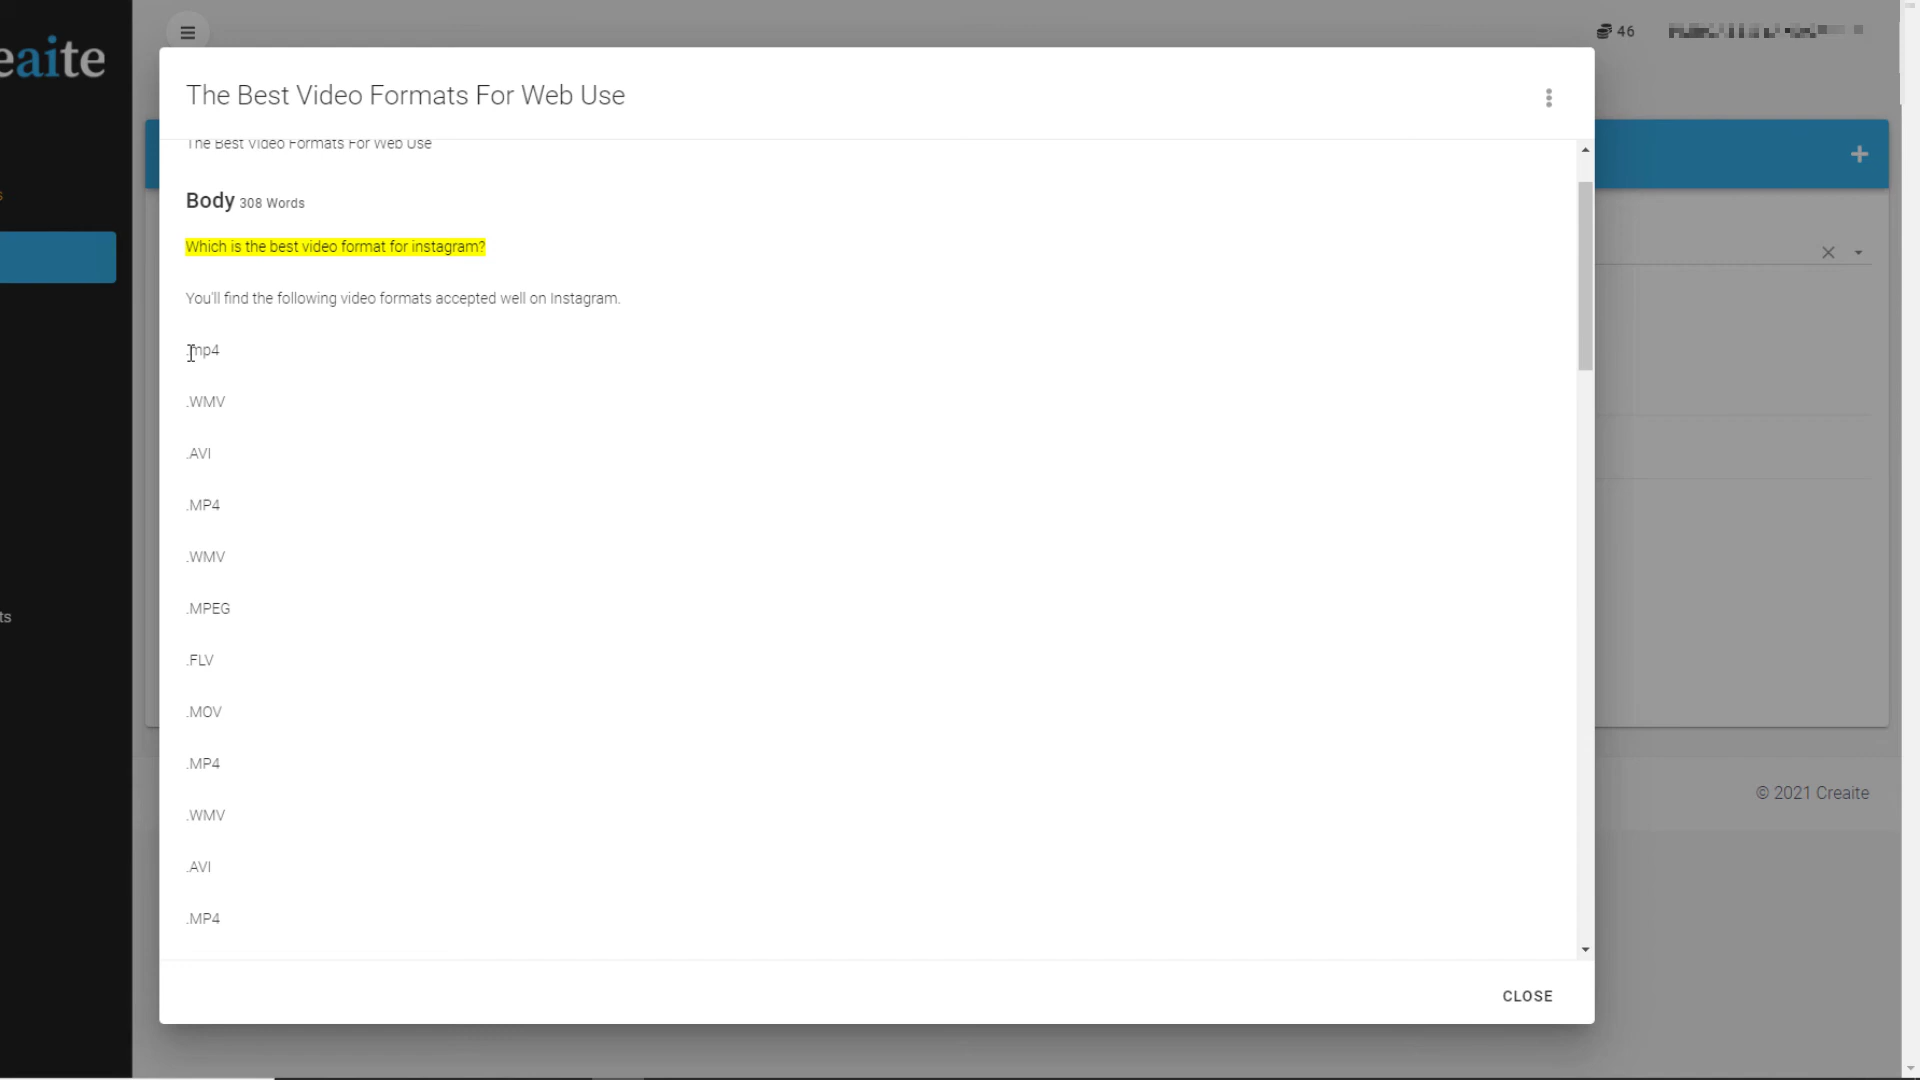 eaite
46
The Best Video Formats For Web Use
The Best Video Formats For Web Use
Body 308 Words
Which is the best video format for instagram?
You'll find the following video formats accepted well on Instagram.
.mp4
.WMV
.AVI
.MP4
.WMV
.MPEG
.FLV
.MOV
.MP4
.WMV
.AVI
.MP4
CLOSE
s
ts
© 2021 Creaite